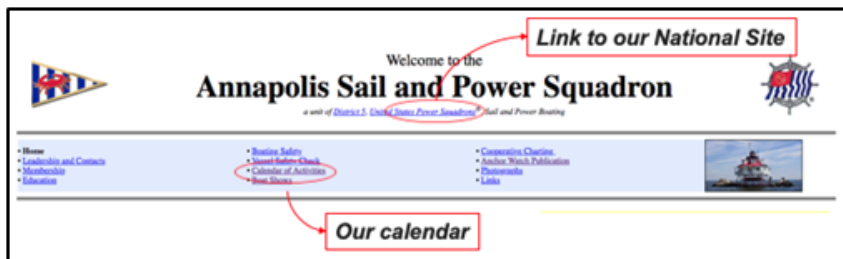 Link to our National Site
Welcome to the
Annapolis Sail and Power Squadron
a unit of District 5, United States Power Squadrons® Sail and Power Boating
• Home
• Leadership and Contacts
• Membership
• Education
• Boating Safety
• Vessel Safety Check
• Calendar of Activities
• Boat Shows
• Cooperative Charting
• Anchor Watch Publication
• Photographs
• Links
Our calendar